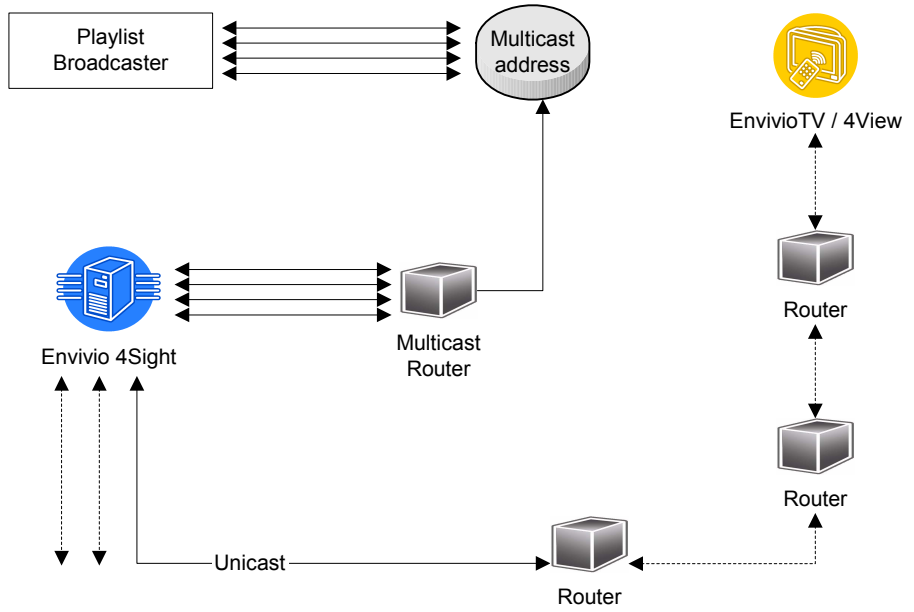 Playlist
Broadcaster
Multicast
address
EnvivioTV / 4View
Router
Envivio 4Sight
Multicast
Router
Router
Unicast
Router